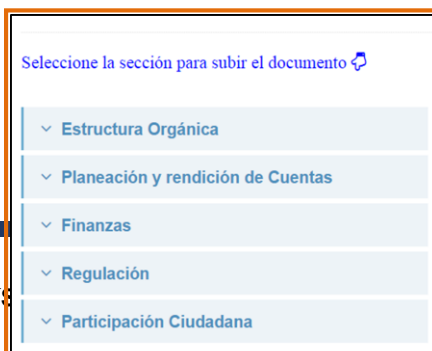 Seleccione la sección para subir el documento
Estructura Orgánica
Planeación y rendición de Cuentas
Finanzas
Regulación
Participación Ciudadana